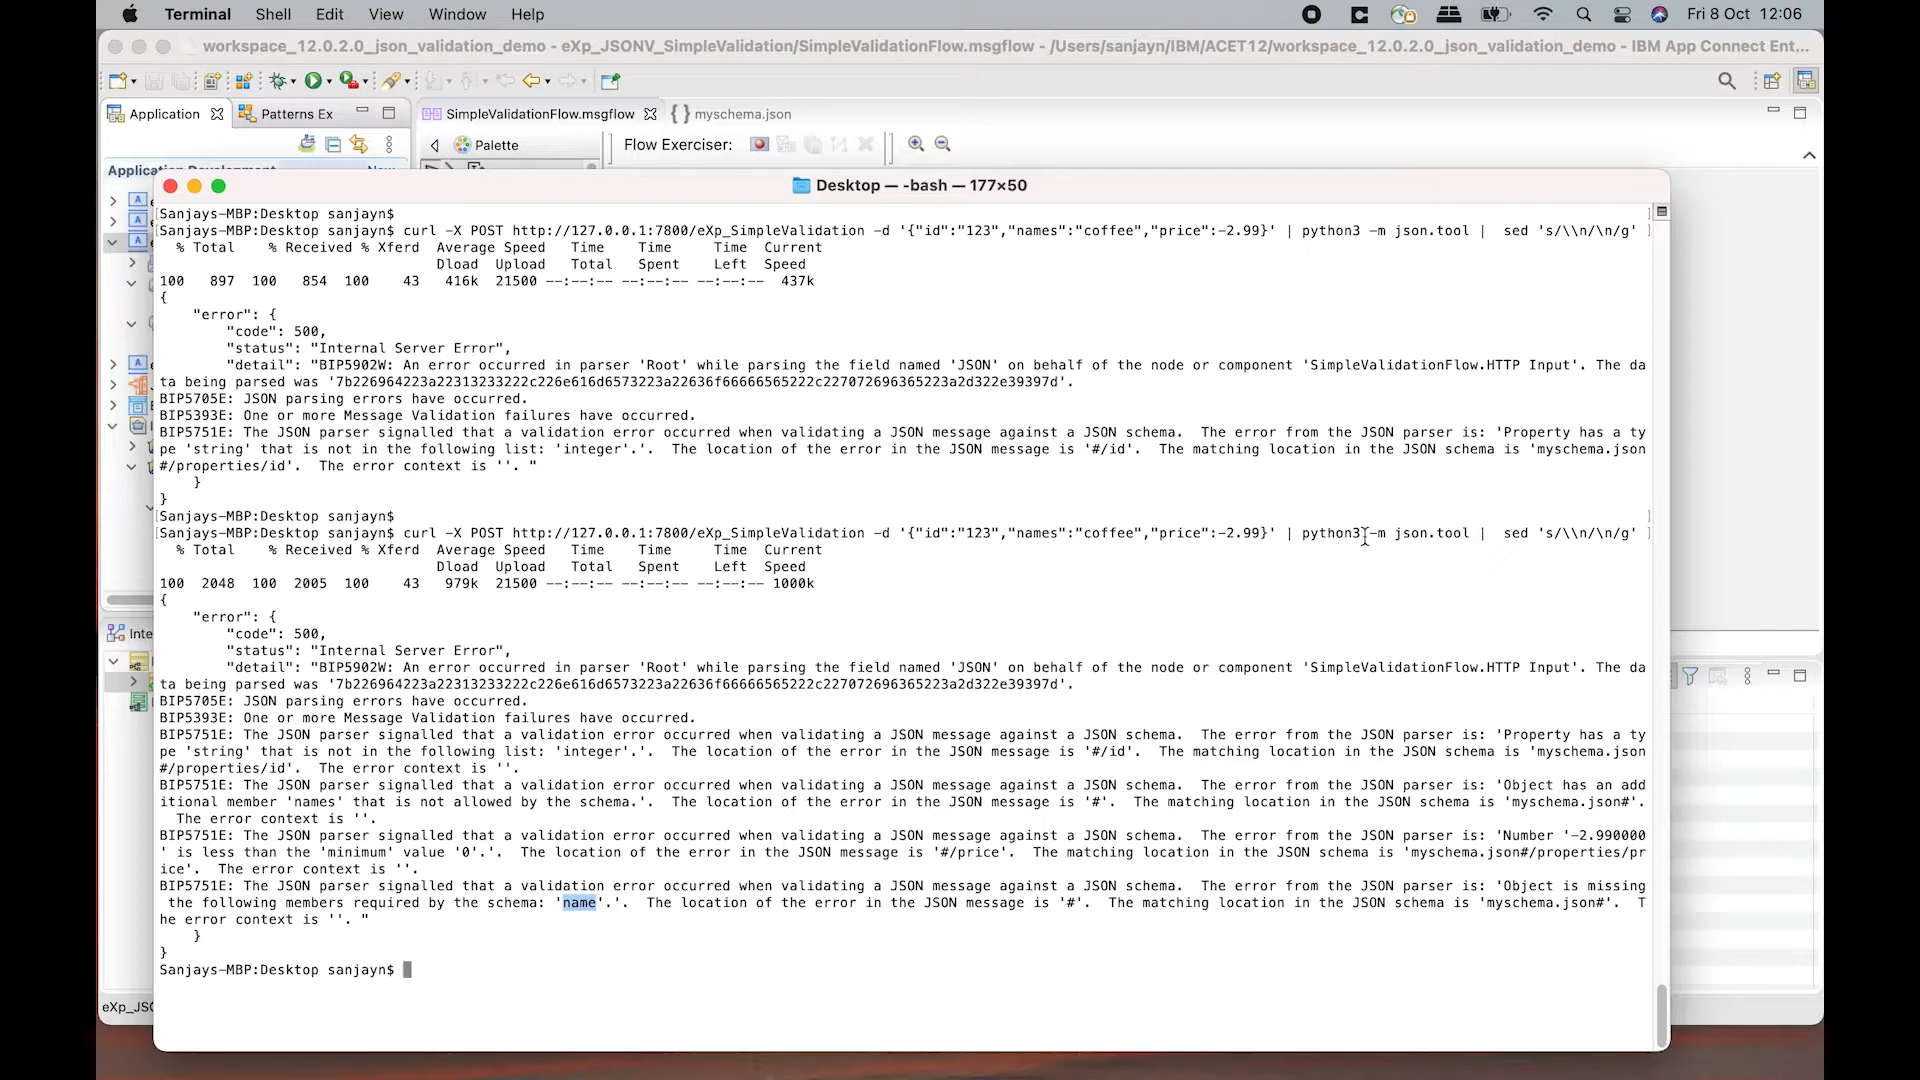 Terminal Shell Edit View Window Help Fri 8 Oct 12:06
workspace_12.0.2.0_json_validation_demo - eXp_JSONV_SimpleValidation/SimpleValidationFlow.msgflow - /Users/sanjayn/IBM/ACET12/workspace_12.0.2.0_json_validation_demo - IBM App Connect Ent...
Application Patterns Ex SimpleValidationFlow.msgflow myschema.json
Palette Flow Exerciser:
Desktop — -bash — 177×50
Sanjays-MBP:Desktop sanjayn$
Sanjays-MBP:Desktop sanjayn$ curl -X POST http://127.0.0.1:7800/eXp_SimpleValidation -d '{"id":"123","names":"coffee","price":-2.99}' | python3 -m json.tool |  sed 's/\\n/\n/g'
% Total    % Received % Xferd  Average Speed   Time    Time     Time  Current
Dload  Upload   Total   Spent    Left  Speed
100   897  100   854  100    43   416k  21500 --:--:-- --:--:-- --:--:--  437k
{
"error": {
"code": 500,
"status": "Internal Server Error",
"detail": "BIP5902W: An error occurred in parser 'Root' while parsing the field named 'JSON' on behalf of the node or component 'SimpleValidationFlow.HTTP Input'. The da
ta being parsed was '7b226964223a22313233222c226e616d6573223a22636f66666565222c227072696365223a2d322e39397d'.
BIP5705E: JSON parsing errors have occurred.
BIP5393E: One or more Message Validation failures have occurred.
BIP5751E: The JSON parser signalled that a validation error occurred when validating a JSON message against a JSON schema.  The error from the JSON parser is: 'Property has a ty
pe 'string' that is not in the following list: 'integer'.'.  The location of the error in the JSON message is '#/id'.  The matching location in the JSON schema is 'myschema.json
#/properties/id'.  The error context is ''. "
}
}
Sanjays-MBP:Desktop sanjayn$
Sanjays-MBP:Desktop sanjayn$ curl -X POST http://127.0.0.1:7800/eXp_SimpleValidation -d '{"id":"123","names":"coffee","price":-2.99}' | python3 -m json.tool |  sed 's/\\n/\n/g'
% Total    % Received % Xferd  Average Speed   Time    Time     Time  Current
Dload  Upload   Total   Spent    Left  Speed
100  2048  100  2005  100    43   979k  21500 --:--:-- --:--:-- --:--:-- 1000k
{
"error": {
"code": 500,
"status": "Internal Server Error",
"detail": "BIP5902W: An error occurred in parser 'Root' while parsing the field named 'JSON' on behalf of the node or component 'SimpleValidationFlow.HTTP Input'. The da
ta being parsed was '7b226964223a22313233222c226e616d6573223a22636f66666565222c227072696365223a2d322e39397d'.
BIP5705E: JSON parsing errors have occurred.
BIP5393E: One or more Message Validation failures have occurred.
BIP5751E: The JSON parser signalled that a validation error occurred when validating a JSON message against a JSON schema.  The error from the JSON parser is: 'Property has a ty
pe 'string' that is not in the following list: 'integer'.'.  The location of the error in the JSON message is '#/id'.  The matching location in the JSON schema is 'myschema.json
#/properties/id'.  The error context is ''.
BIP5751E: The JSON parser signalled that a validation error occurred when validating a JSON message against a JSON schema.  The error from the JSON parser is: 'Object has an add
itional member 'names' that is not allowed by the schema.'.  The location of the error in the JSON message is '#'.  The matching location in the JSON schema is 'myschema.json#'.
The error context is ''.
BIP5751E: The JSON parser signalled that a validation error occurred when validating a JSON message against a JSON schema.  The error from the JSON parser is: 'Number '-2.990000
' is less than the 'minimum' value '0'.'.  The location of the error in the JSON message is '#/price'.  The matching location in the JSON schema is 'myschema.json#/properties/pr
ice'.  The error context is ''.
BIP5751E: The JSON parser signalled that a validation error occurred when validating a JSON message against a JSON schema.  The error from the JSON parser is: 'Object is missing
the following members required by the schema: 'name'.'.  The location of the error in the JSON message is '#'.  The matching location in the JSON schema is 'myschema.json#'.  T
he error context is ''. "
}
}
Sanjays-MBP:Desktop sanjayn$
Inte
eXp_JSO